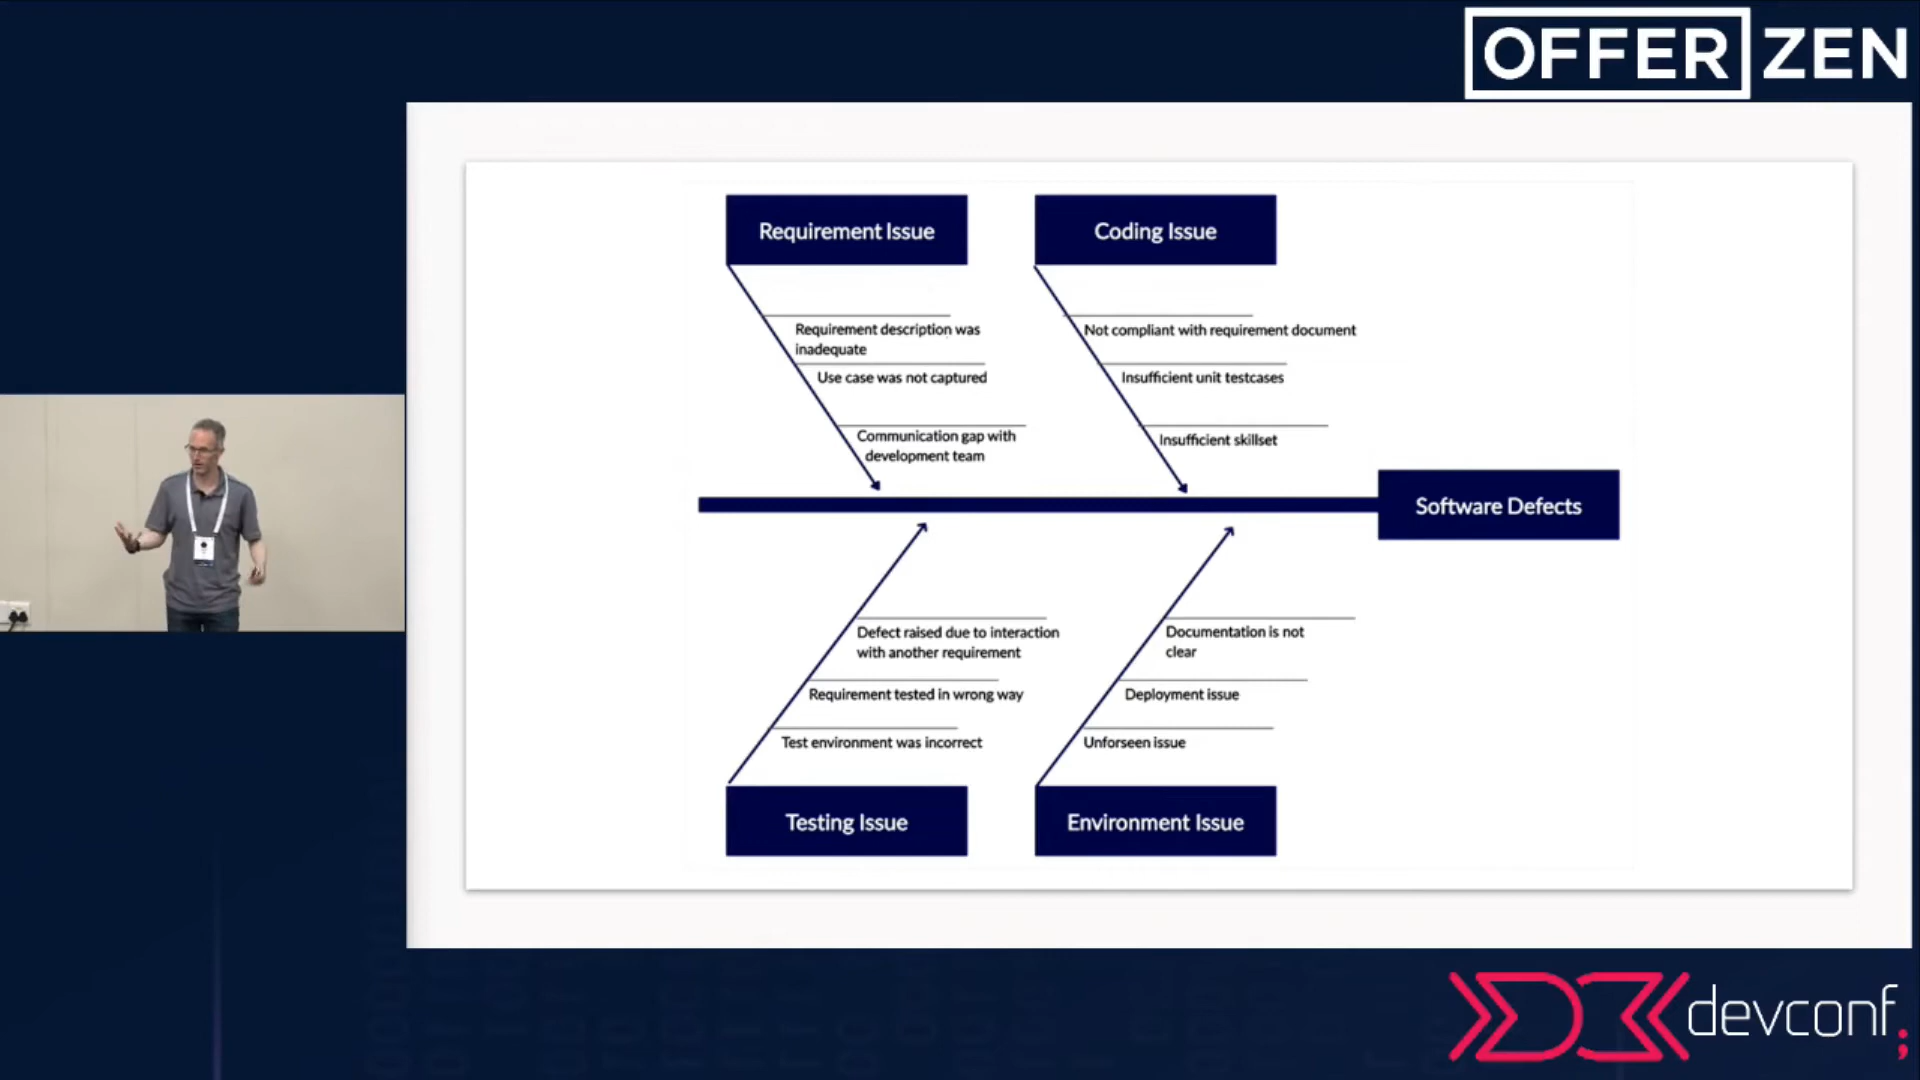 OFFERZEN
Requirement Issue
Coding Issue
Requirement description was
inadequate
Use case was not captured
Communication gap with
development team
Not compliant with requirement document
Insufficient unit testcases
Insufficient skillset
Software Defects
Defect raised due to interaction
with another requirement
Requirement tested in wrong way
Test environment was incorrect
Documentation is not
clear
Deployment issue
Unforseen issue
Testing Issue
Environment Issue
devconf;